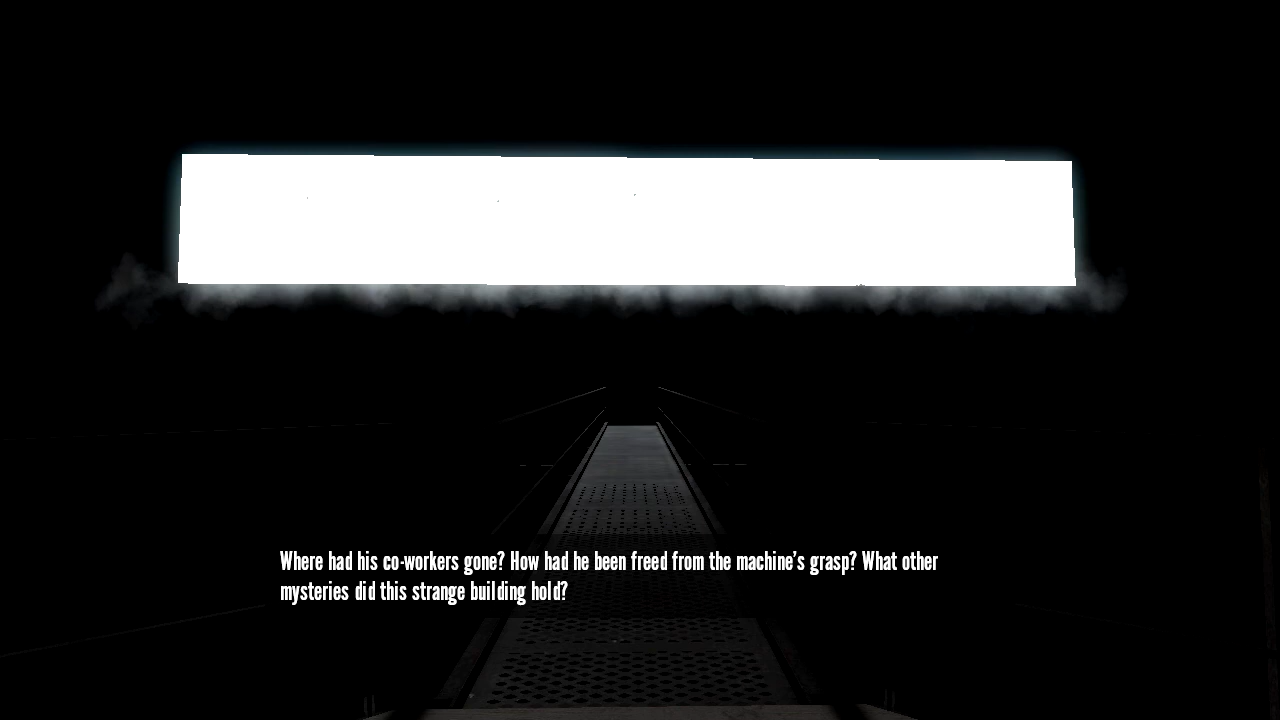 Where had his co-workers gone? How had he been freed from the machine's grasp? What other
mysteries did this strange building hold?